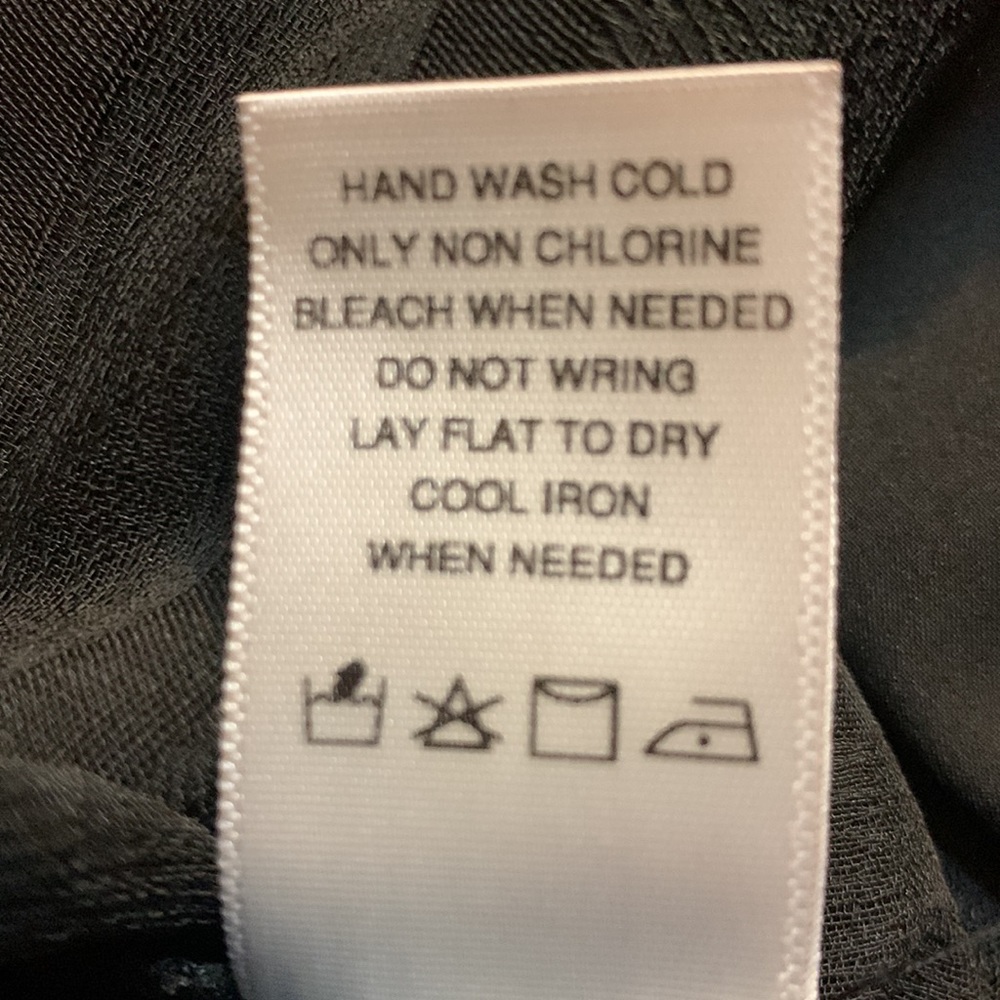 HAND WASH COLD
ONLY NON CHLORINE
BLEACH WHEN NEEDED
DO NOT WRING
LAY FLAT TO DRY
COOL IRON
WHEN NEEDED